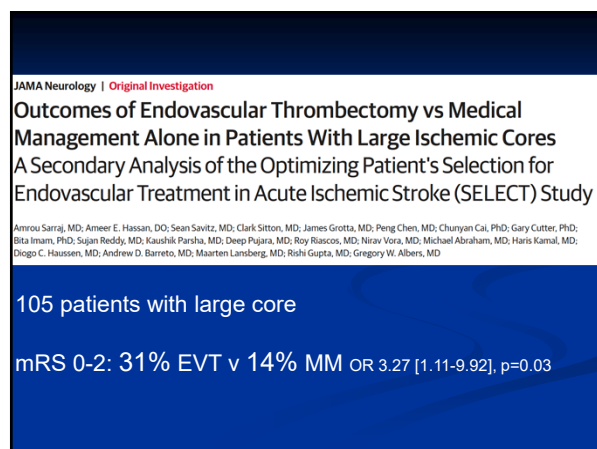 JAMA Neurology | Original Investigation
Outcomes of Endovascular Thrombectomy vs Medical
Management Alone in Patients With Large Ischemic Cores
A Secondary Analysis of the Optimizing Patient's Selection for
Endovascular Treatment in Acute Ischemic Stroke (SELECT) Study
Amrou Sarraj, MD; Ameer E. Hassan, DO; Sean Savitz, MD; Clark Sitton, MD; James Grotta, MD; Peng Chen, MD; Chunyan Cai, PhD; Gary Cutter, PhD;
Bita Imam, PhD; Sujan Reddy, MD; Kaushik Parsha, MD; Deep Pujara, MD; Roy Riascos, MD; Nirav Vora, MD; Michael Abraham, MD; Haris Kamal, MD;
Diogo C. Haussen, MD; Andrew D. Barreto, MD; Maarten Lansberg, MD; Rishi Gupta, MD; Gregory W. Albers, MD
105 patients with large core
mRS 0-2: 31% EVT v 14% MM OR 3.27 [1.11-9.92], p=0.03